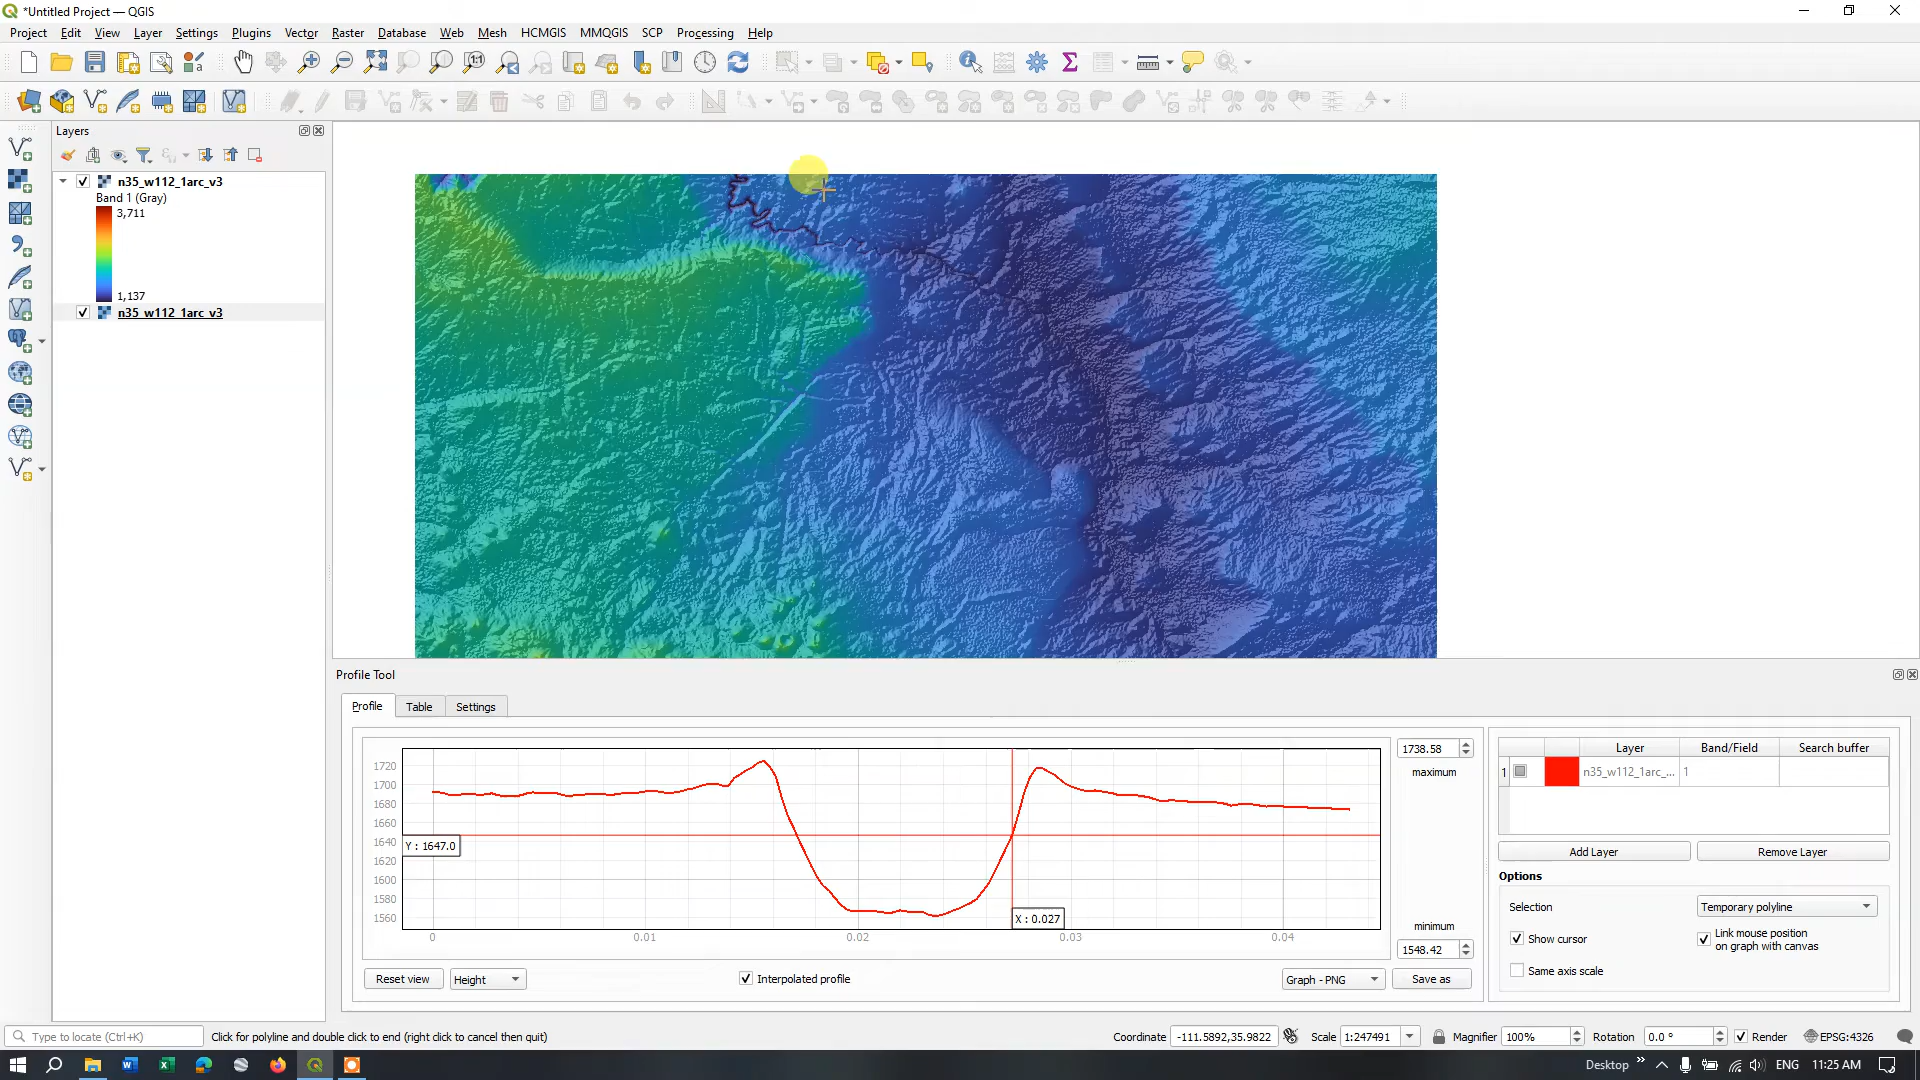 *Untitled Project — QGIS
Project Edit View Layer Settings Plugins Vector Raster Database Web Mesh HCMGIS MMQGIS SCP Processing Help
Layers
n35_w112_1arc_v3
Band 1 (Gray)
3,711
1,137
n35_w112_1arc_v3
Profile Tool
Profile Table Settings
1720
1700
1680
1660
1640
1620
1600
1580
1560
Y : 1647.0
X : 0.027
0 0.01 0.02 0.03 0.04
1738.58
maximum
minimum
1548.42
Reset view Height Interpolated profile Graph - PNG Save as
Layer Band/Field Search buffer
1 n35_w112_1arc_... 1
Add Layer Remove Layer
Options
Selection Temporary polyline
Show cursor Link mouse position
on graph with canvas
Same axis scale
Type to locate (Ctrl+K) Click for polyline and double click to end (right click to cancel then quit) Coordinate -111.5892,35.9822 Scale 1:247491 Magnifier 100% Rotation 0.0 ° Render EPSG:4326
Desktop ENG 11:25 AM